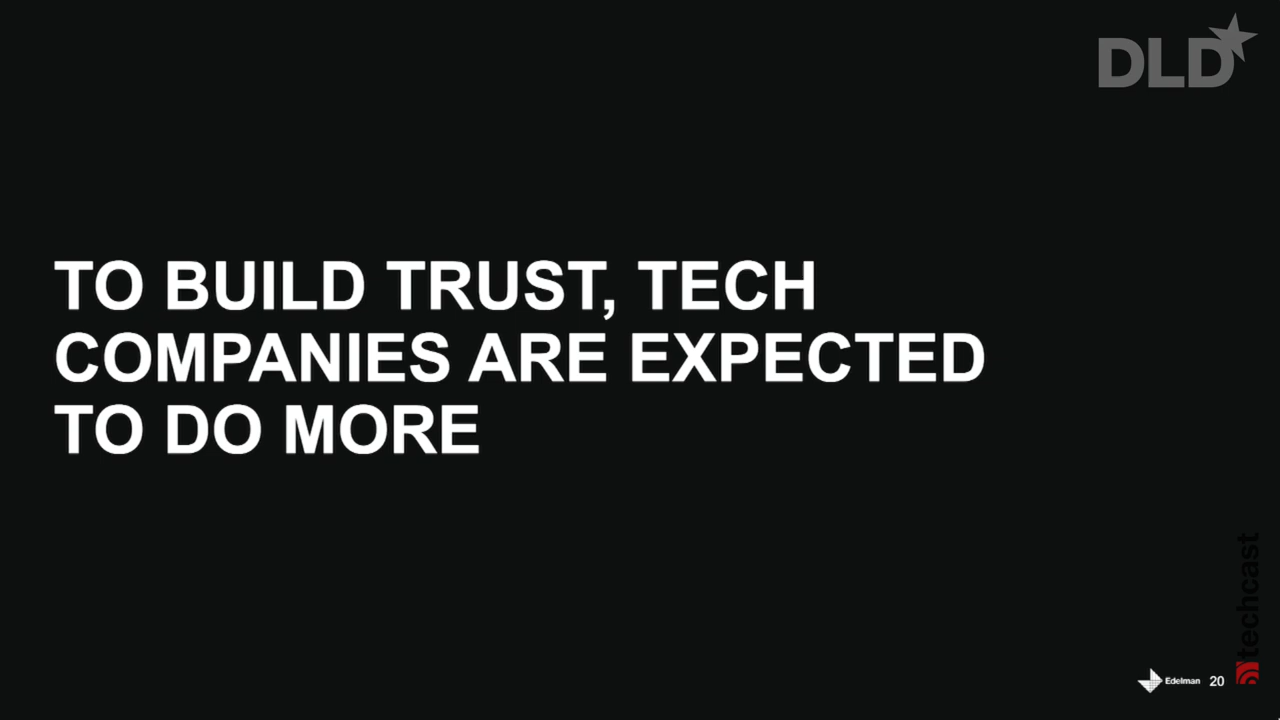 DLD
TO BUILD TRUST, TECH
COMPANIES ARE EXPECTED
TO DO MORE
techcast
Edelman 20